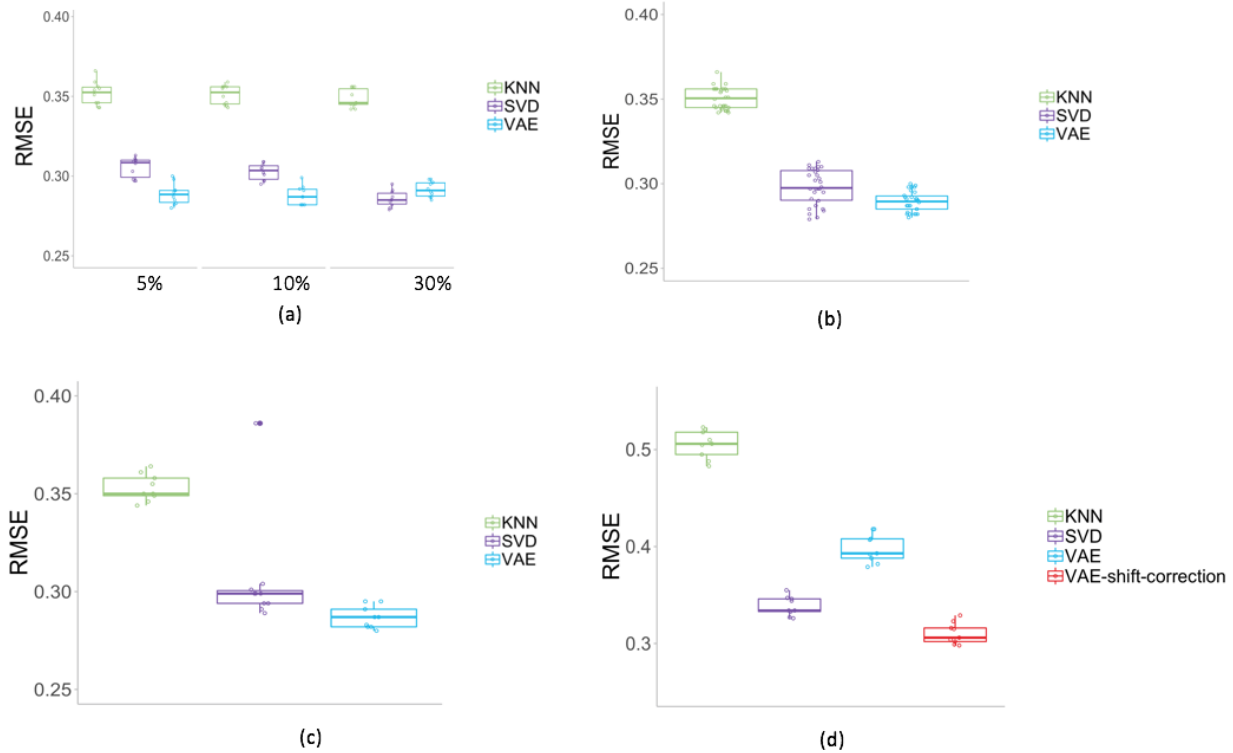 0.40
0.35
0.30
0.25
RMSE
KNN
SVD
VAE
5%
10%
30%
(a)
0.40
0.35
0.30
0.25
RMSE
KNN
SVD
VAE
(b)
0.40
0.35
0.30
0.25
RMSE
KNN
SVD
VAE
(c)
0.5
0.4
0.3
RMSE
KNN
SVD
VAE
VAE-shift-correction
(d)